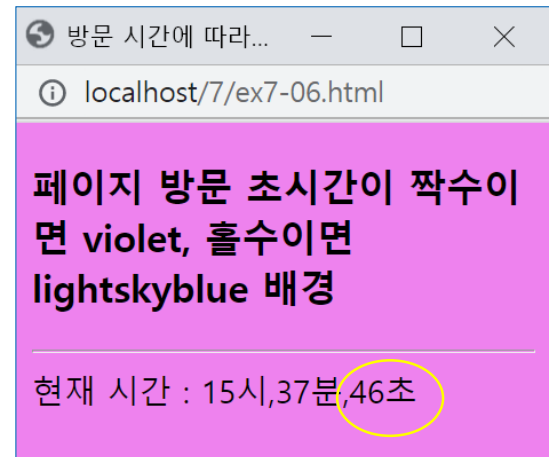 방문 시간에 따라...
localhost/7/ex7-06.html
페이지 방문 초시간이 짝수이
면 violet, 홀수이면
lightskyblue 배경
현재 시간 : 15시,37분,46초